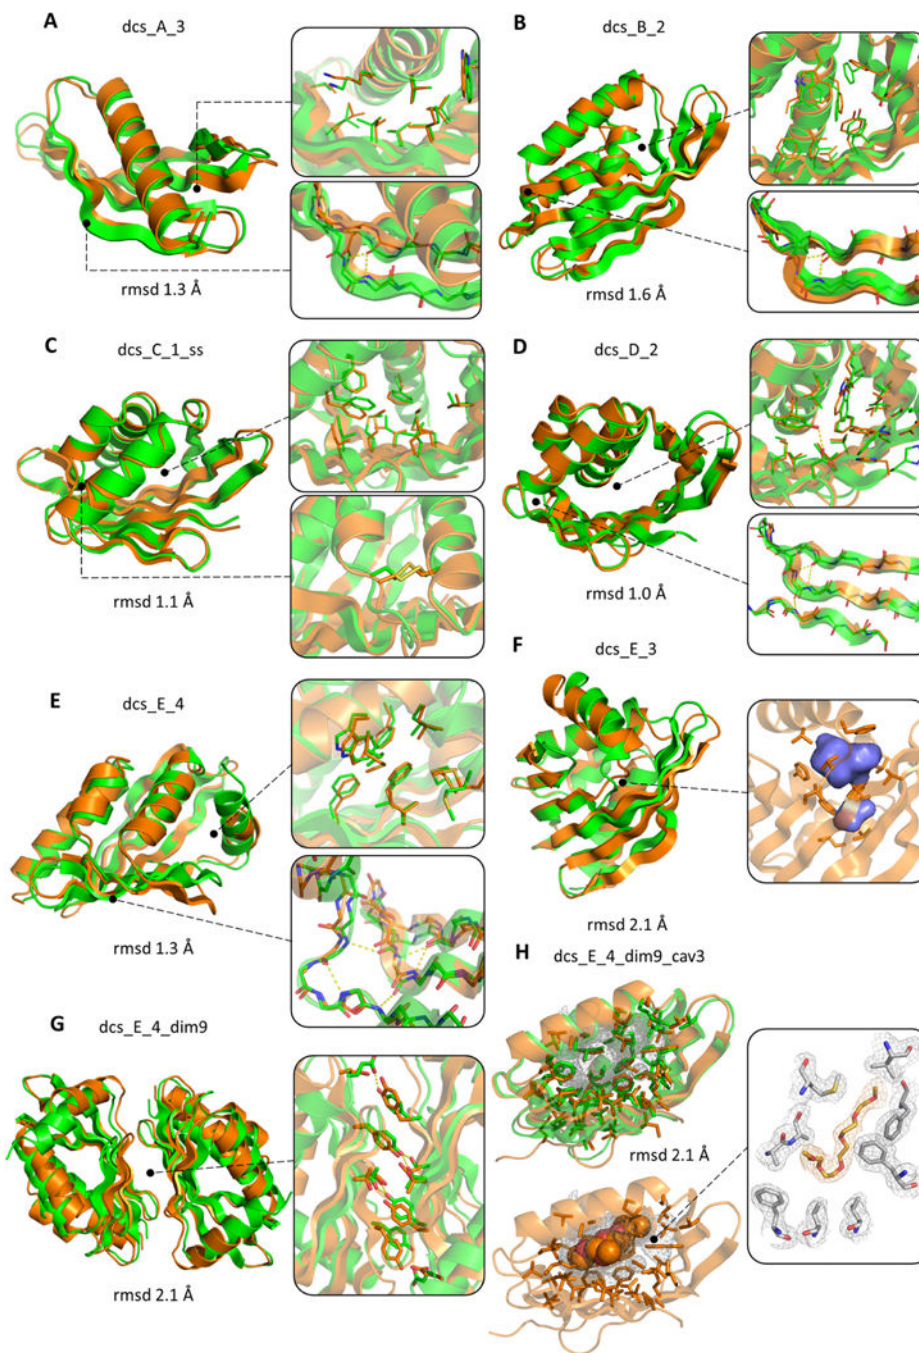 A
dcs_A_3
rmsd 1.3 Å
B
dcs_B_2
rmsd 1.6 Å
C
dcs_C_1_ss
rmsd 1.1 Å
D
dcs_D_2
rmsd 1.0 Å
E
dcs_E_4
rmsd 1.3 Å
F
dcs_E_3
rmsd 2.1 Å
G
dcs_E_4_dim9
rmsd 2.1 Å
H
dcs_E_4_dim9_cav3
rmsd 2.1 Å